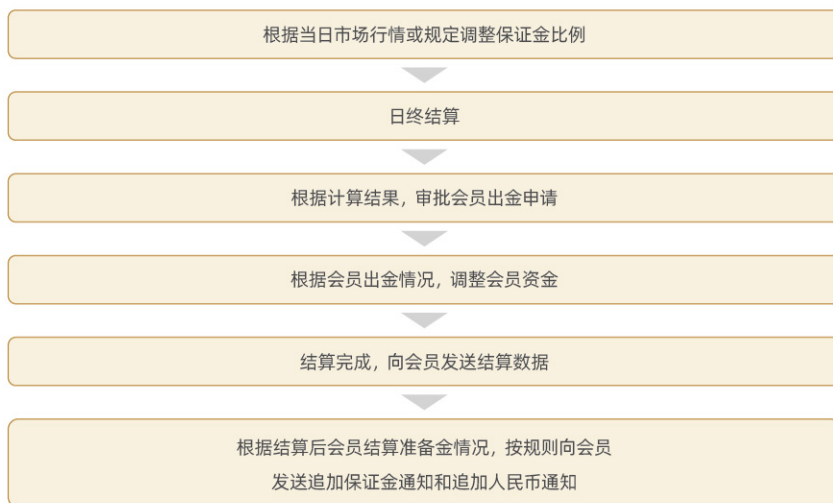 根据当日市场行情或规定调整保证金比例
日终结算
根据计算结果，审批会员出金申请
根据会员出金情况，调整会员资金
结算完成，向会员发送结算数据
根据结算后会员结算准备金情况，按规则向会员
发送追加保证金通知和追加人民币通知